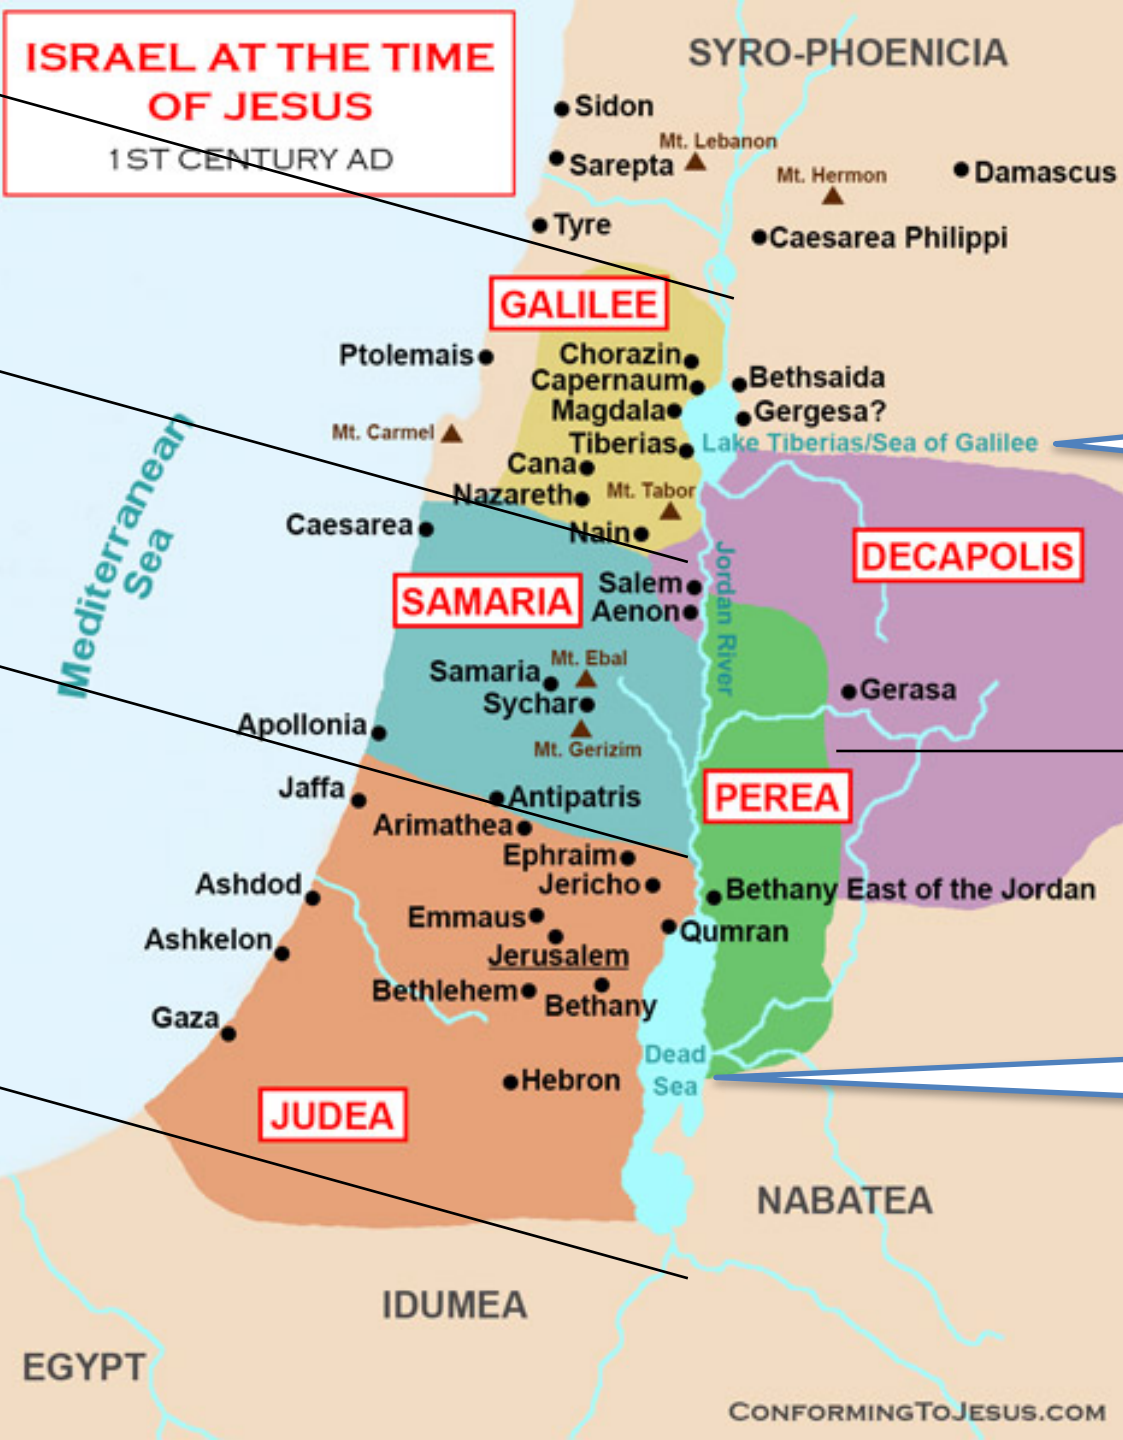 ISRAEL AT THE TIME
OF JESUS
1ST CENTURY AD
SYRO-PHOENICIA
Sidon
Mt. Lebanon
Sarepta
Mt. Hermon
Damascus
Tyre
Caesarea Philippi
GALILEE
Ptolemais
Chorazin
Capernaum
Bethsaida
Magdala
Gergesa?
Mt. Carmel
Tiberias
Lake Tiberias/Sea of Galilee
Cana
Nazareth
Mt. Tabor
Mediterranean
Sea
Caesarea
Nain
DECAPOLIS
Jordan River
SAMARIA
Salem
Aenon
Samaria
Mt. Ebal
Sychar
Gerasa
Apollonia
Mt. Gerizim
Jaffa
Antipatris
PEREA
Arimathea
Ephraim
Jericho
Ashdod
Bethany East of the Jordan
Emmaus
Qumran
Ashkelon
Jerusalem
Bethlehem
Bethany
Gaza
Dead
Sea
Hebron
JUDEA
NABATEA
IDUMEA
EGYPT
CONFORMINGTOJESUS.COM